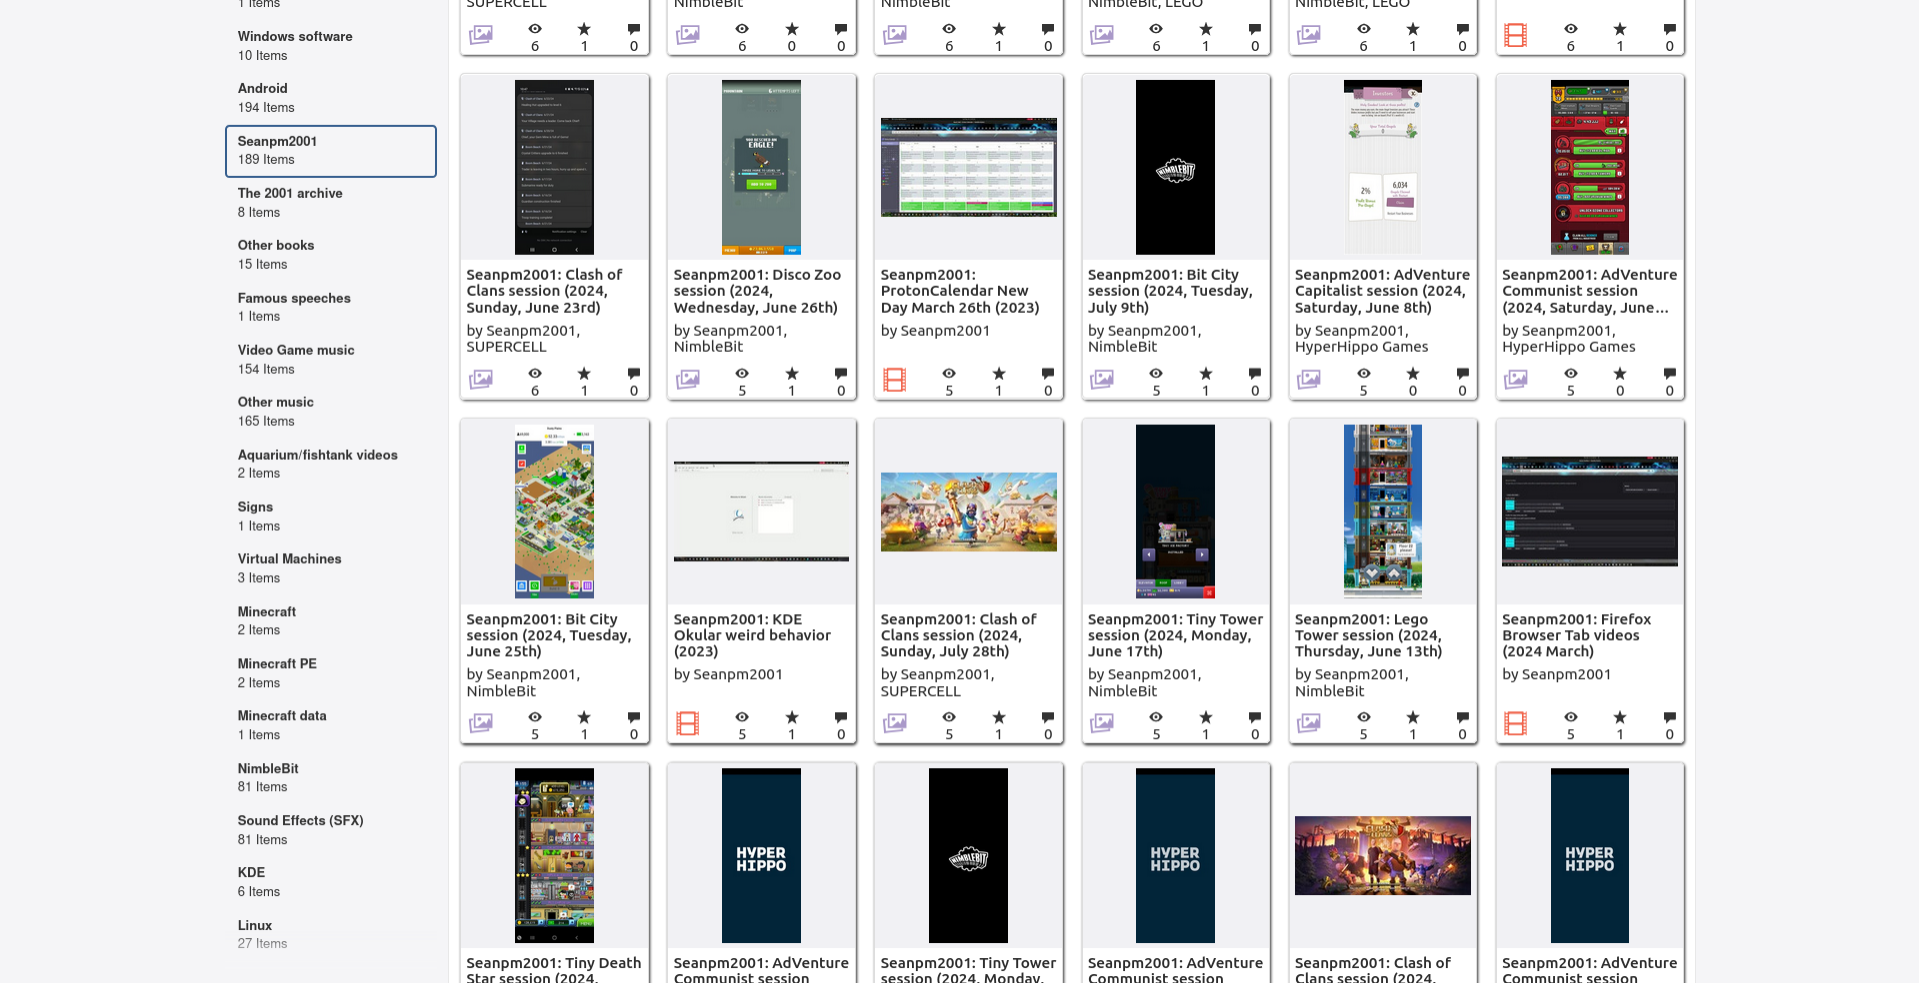 1 Items
Windows software
10 Items
Android
194 Items
Seanpm2001
189 Items
The 2001 archive
8 Items
Other books
15 Items
Famous speeches
1 Items
Video Game music
154 Items
Other music
165 Items
Aquarium/fishtank videos
2 Items
Signs
1 Items
Virtual Machines
3 Items
Minecraft
2 Items
Minecraft PE
2 Items
Minecraft data
1 Items
NimbleBit
81 Items
Sound Effects (SFX)
81 Items
KDE
6 Items
Linux
27 Items
SUPERCELL
6 1 0
NimbleBit
6 0 0
NimbleBit
6 1 0
NimbleBit, LEGO
6 1 0
NimbleBit, LEGO
6 1 0
6 1 0
Seanpm2001: Clash of
Clans session (2024,
Sunday, June 23rd)
by Seanpm2001,
SUPERCELL
6 1 0
EAGLE!
Seanpm2001: Disco Zoo
session (2024,
Wednesday, June 26th)
by Seanpm2001,
NimbleBit
5 1 0
Seanpm2001:
ProtonCalendar New
Day March 26th (2023)
by Seanpm2001
5 1 0
NIMBLEBIT
Seanpm2001: Bit City
session (2024, Tuesday,
July 9th)
by Seanpm2001,
NimbleBit
5 1 0
2%
6,034
Seanpm2001: AdVenture
Capitalist session (2024,
Saturday, June 8th)
by Seanpm2001,
HyperHippo Games
5 0 0
Seanpm2001: AdVenture
Communist session
(2024, Saturday, June...
by Seanpm2001,
HyperHippo Games
5 0 0
Seanpm2001: Bit City
session (2024, Tuesday,
June 25th)
by Seanpm2001,
NimbleBit
5 1 0
Seanpm2001: KDE
Okular weird behavior
(2023)
by Seanpm2001
5 1 0
Seanpm2001: Clash of
Clans session (2024,
Sunday, July 28th)
by Seanpm2001,
SUPERCELL
5 1 0
Seanpm2001: Tiny Tower
session (2024, Monday,
June 17th)
by Seanpm2001,
NimbleBit
5 1 0
Seanpm2001: Lego
Tower session (2024,
Thursday, June 13th)
by Seanpm2001,
NimbleBit
5 1 0
Seanpm2001: Firefox
Browser Tab videos
(2024 March)
by Seanpm2001
5 1 0
Seanpm2001: Tiny Death
Star session (2024,
HYPER
HIPPO
Seanpm2001: AdVenture
Communist session
NIMBLEBIT
Seanpm2001: Tiny Tower
session (2024, Monday,
HYPER
HIPPO
Seanpm2001: AdVenture
Communist session
Seanpm2001: Clash of
Clans session (2024,
HYPER
HIPPO
Seanpm2001: AdVenture
Communist session